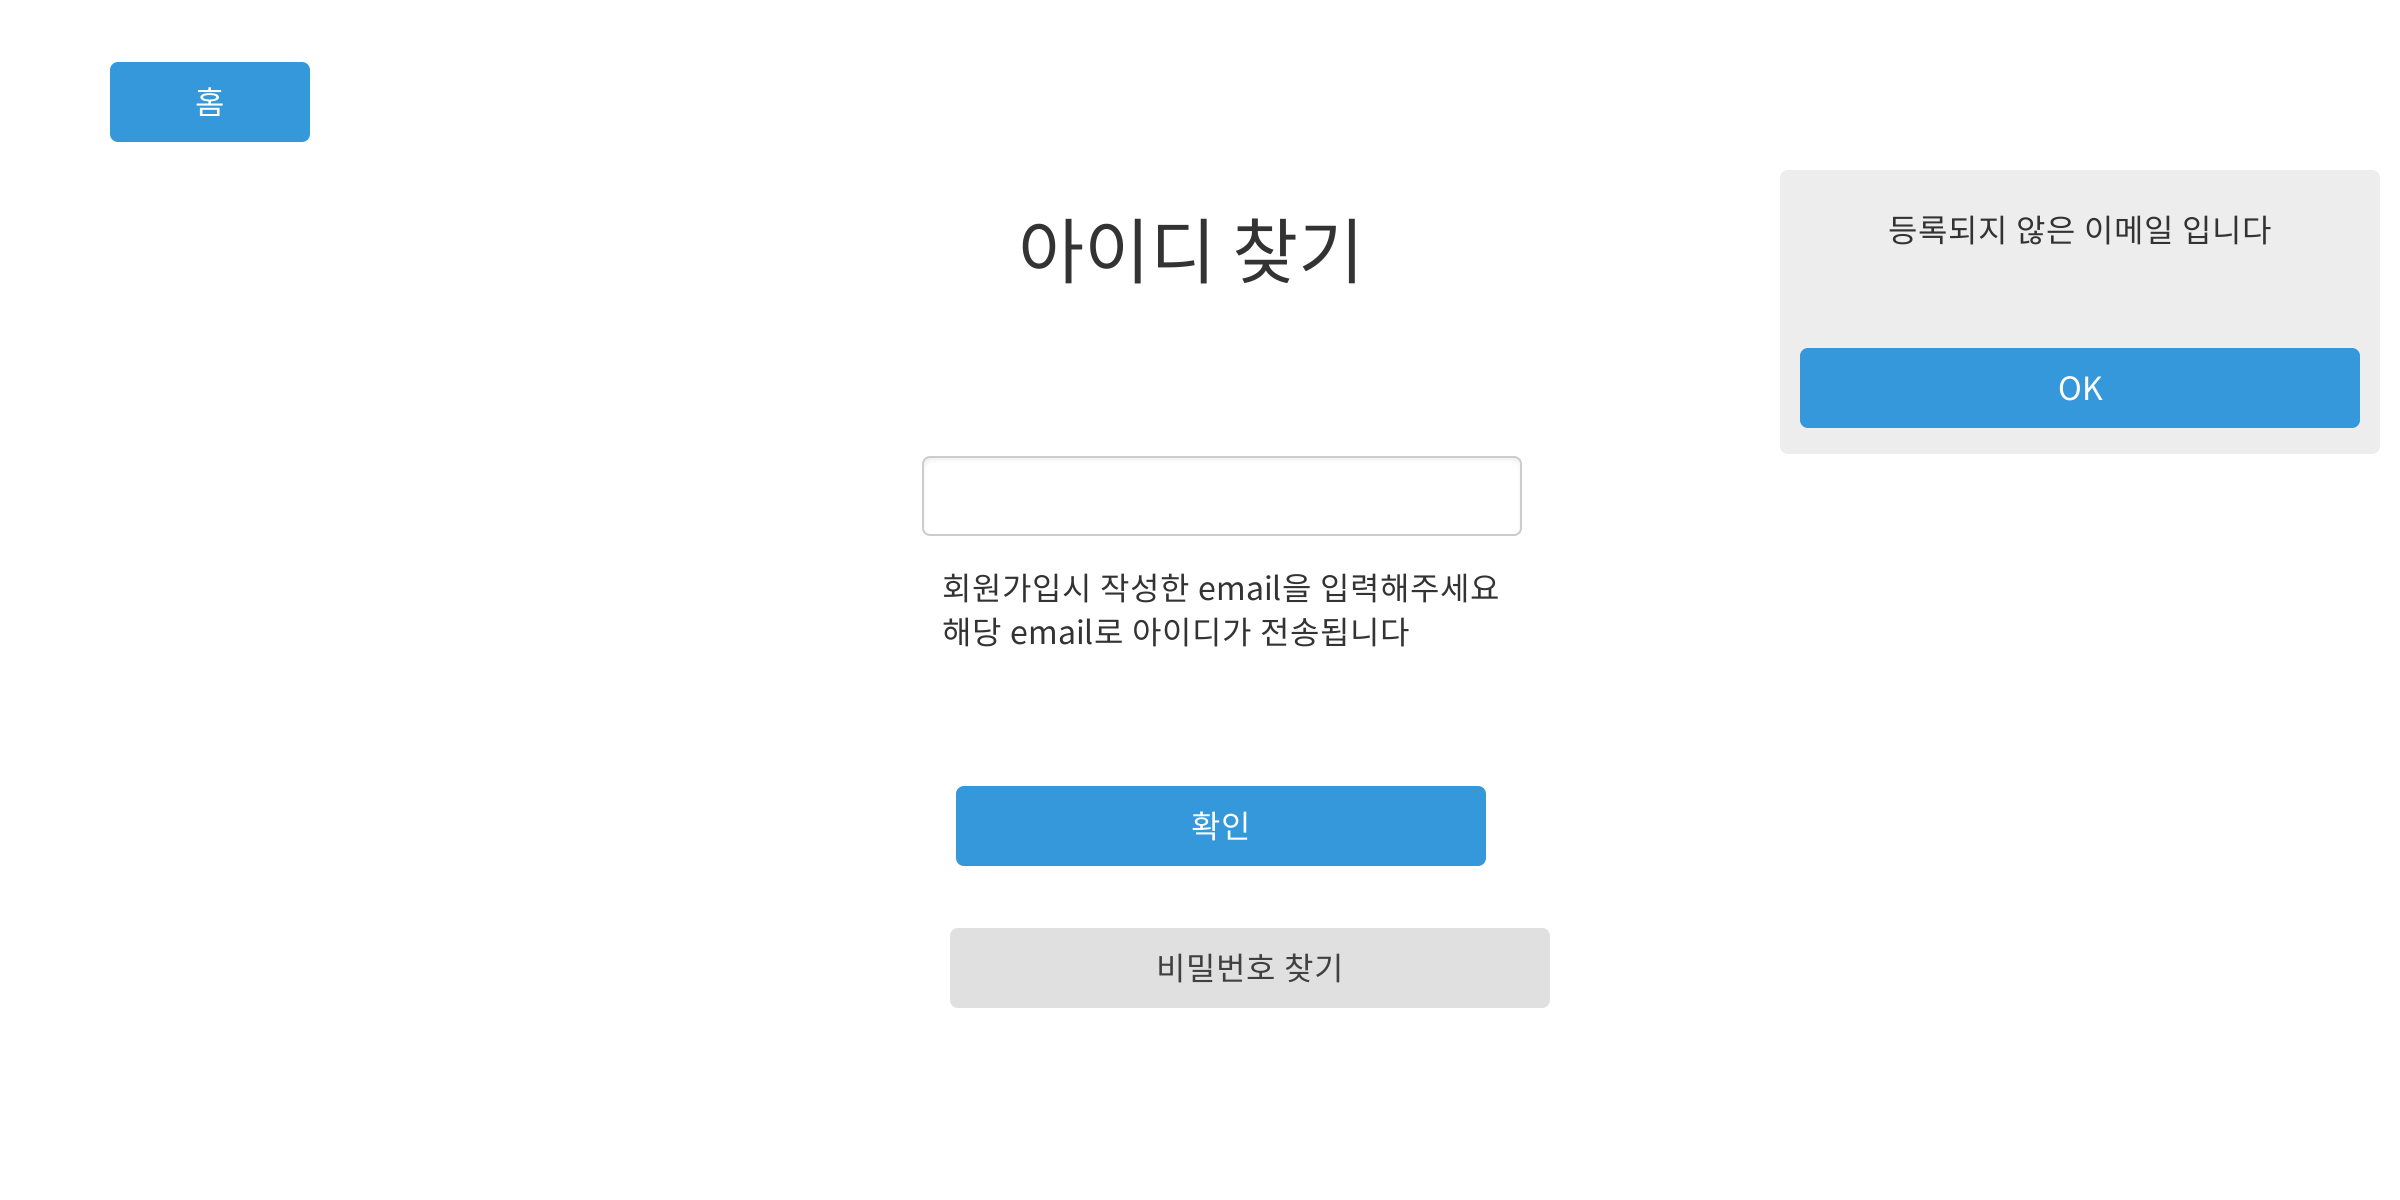 홈
아이디 찾기
등록되지 않은 이메일 입니다
OK
회원가입시 작성한 email을 입력해주세요
해당 email로 아이디가 전송됩니다
확인
비밀번호 찾기